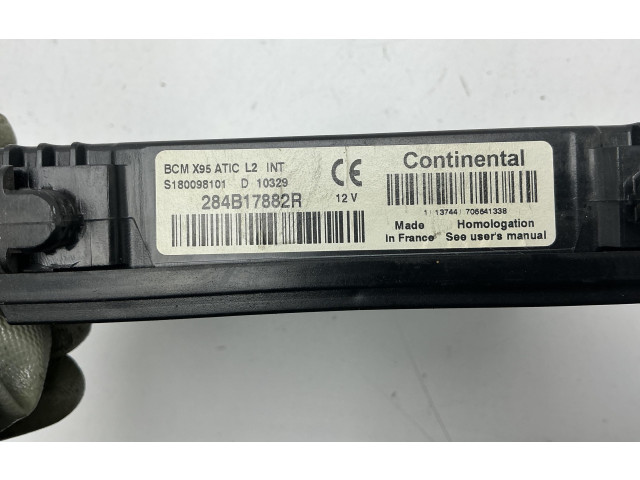 BCM X95 ATIC L2 INT
S180098101 D 10329
284B17882R
CE
12 V
Continental
13744 706641338
Made in France
Homologation
See user's manual